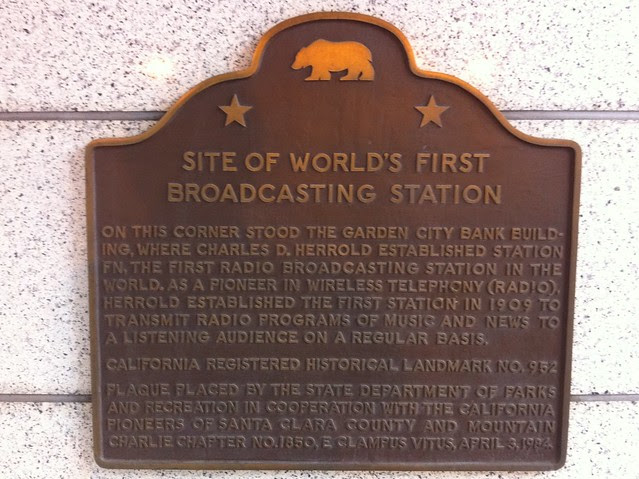 SITE OF WORLD'S FIRST
BROADCASTING STATION
ON THIS CORNER STOOD THE GARDEN CITY BANK BUILD-
ING, WHERE CHARLES D. HERROLD ESTABLISHED STATION
FN, THE FIRST RADIO BROADCASTING STATION IN THE
WORLD. AS A PIONEER IN WIRELESS TELEPHONY (RADIO),
HERROLD ESTABLISHED THE FIRST STATION IN 1909 TO
TRANSMIT RADIO PROGRAMS OF MUSIC AND NEWS TO
A LISTENING AUDIENCE ON A REGULAR BASIS.
CALIFORNIA REGISTERED HISTORICAL LANDMARK NO. 952
PLAQUE PLACED BY THE STATE DEPARTMENT OF PARKS
AND RECREATION IN COOPERATION WITH THE CALIFORNIA
PIONEERS OF SANTA CLARA COUNTY AND MOUNTAIN
CHARLIE CHAPTER NO. 1850, E CLAMPUS VITUS, APRIL 3, 1984.